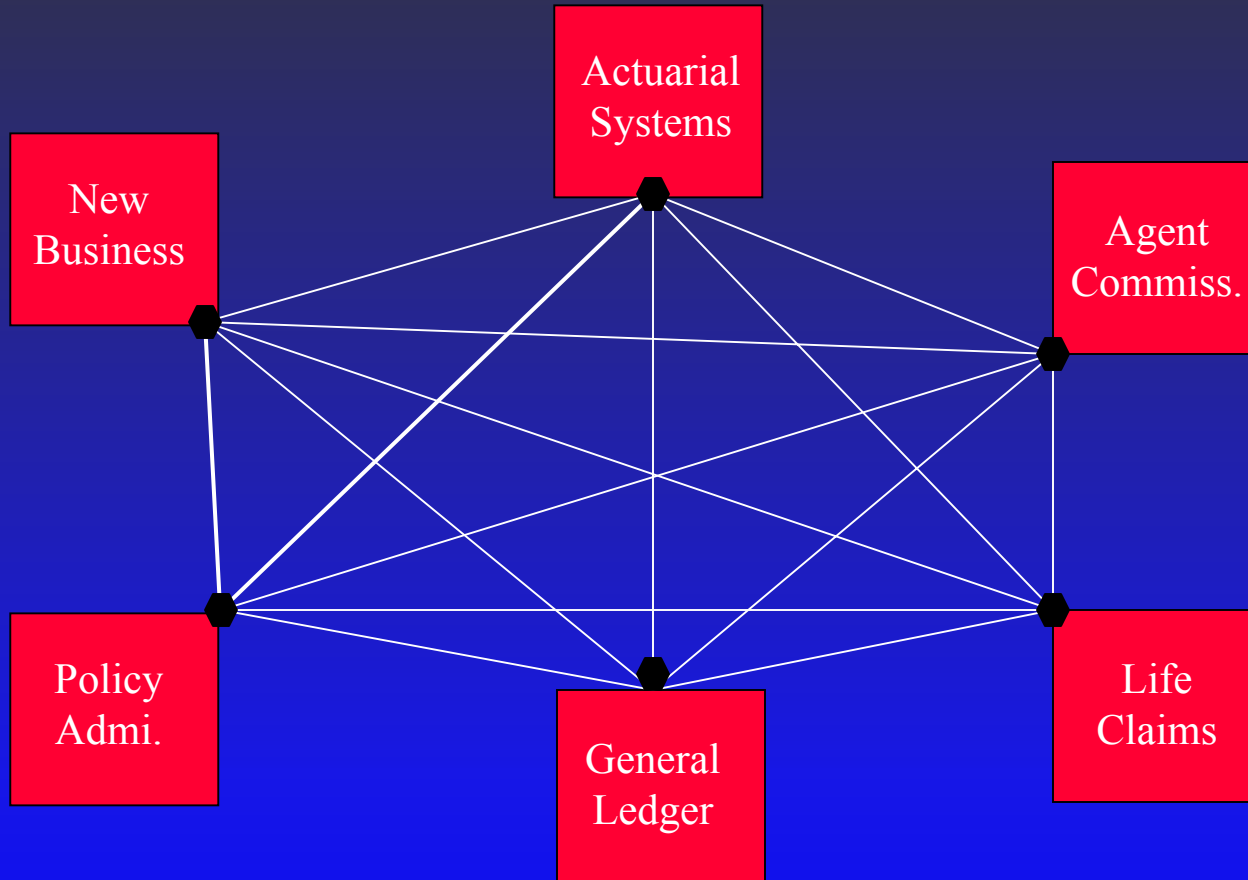 Actuarial
Systems
New
Business
Agent
Commiss.
Policy
Admi.
General
Ledger
Life
Claims